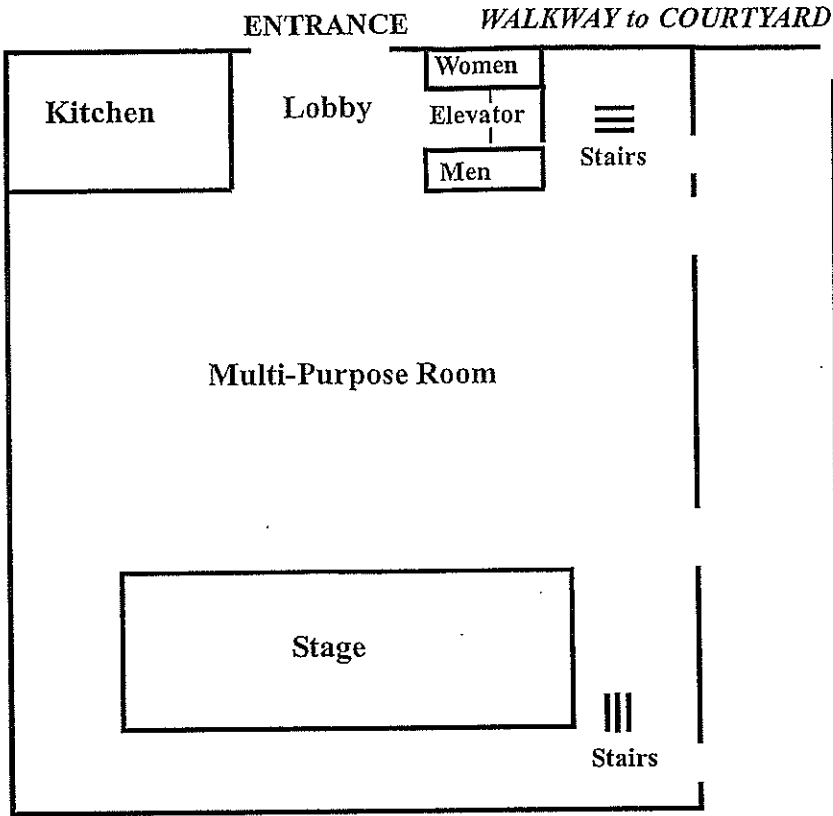 ENTRANCE
WALKWAY to COURTYARD
Women
Kitchen
Lobby
Elevator
Stairs
Men
Multi-Purpose Room
Stage
Stairs